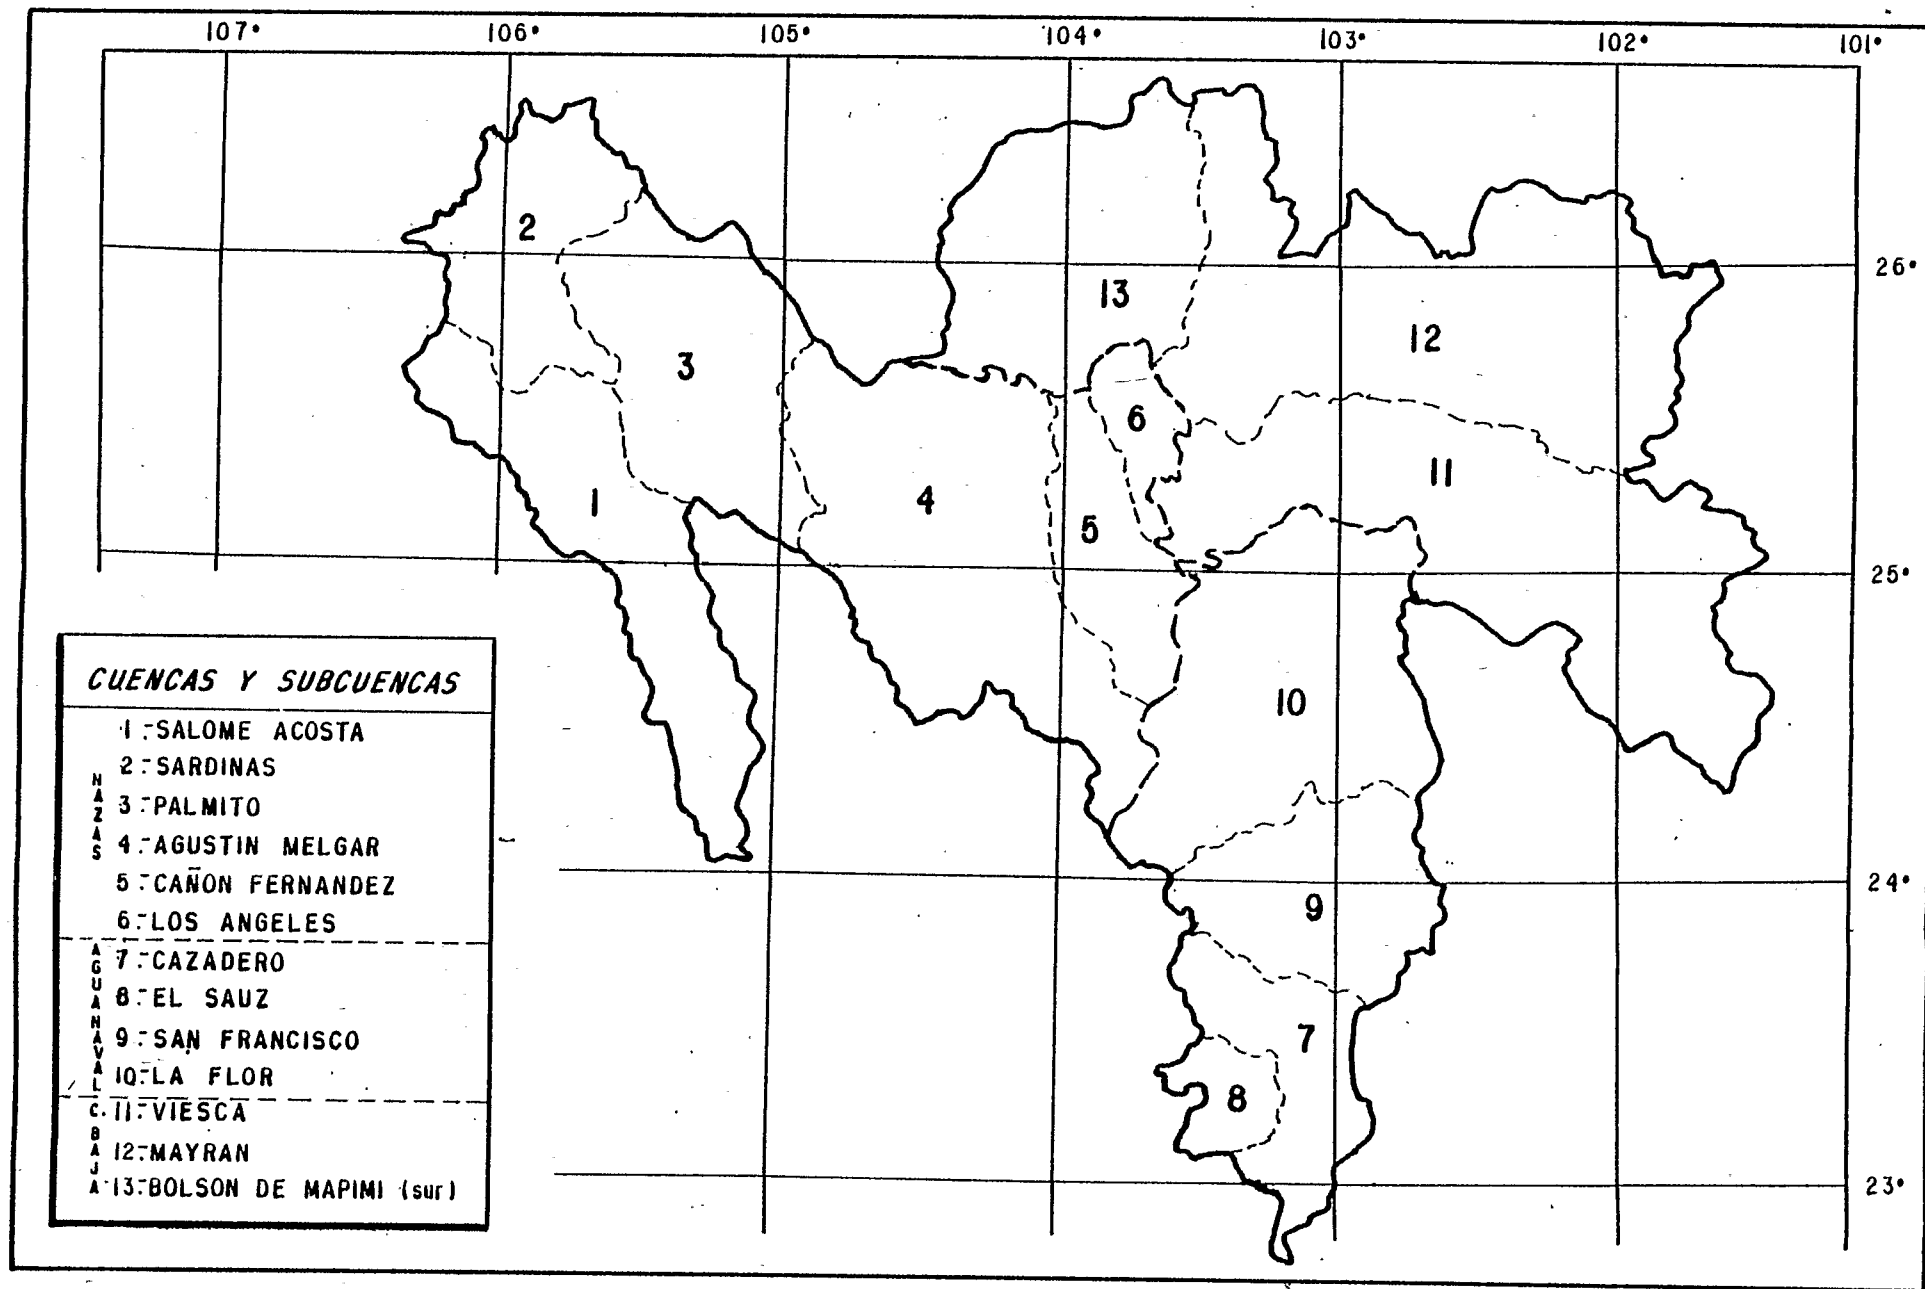 107° 106° 105° 104° 103° 102° 101°
2
13
26°
12
3
6
11
1
4
5
25°
10
9
24°
7
8
23°
CUENCAS Y SUBCUENCAS
NAZAS
1.-SALOME ACOSTA
2.-SARDINAS
3.-PALMITO
4.-AGUSTIN MELGAR
5.-CAÑON FERNANDEZ
6.-LOS ANGELES
AGUANAVAL
7.-CAZADERO
8.-EL SAUZ
9.-SAN FRANCISCO
10.-LA FLOR
C. BAJA
11.-VIESCA
12.-MAYRAN
13.-BOLSON DE MAPIMI (sur)